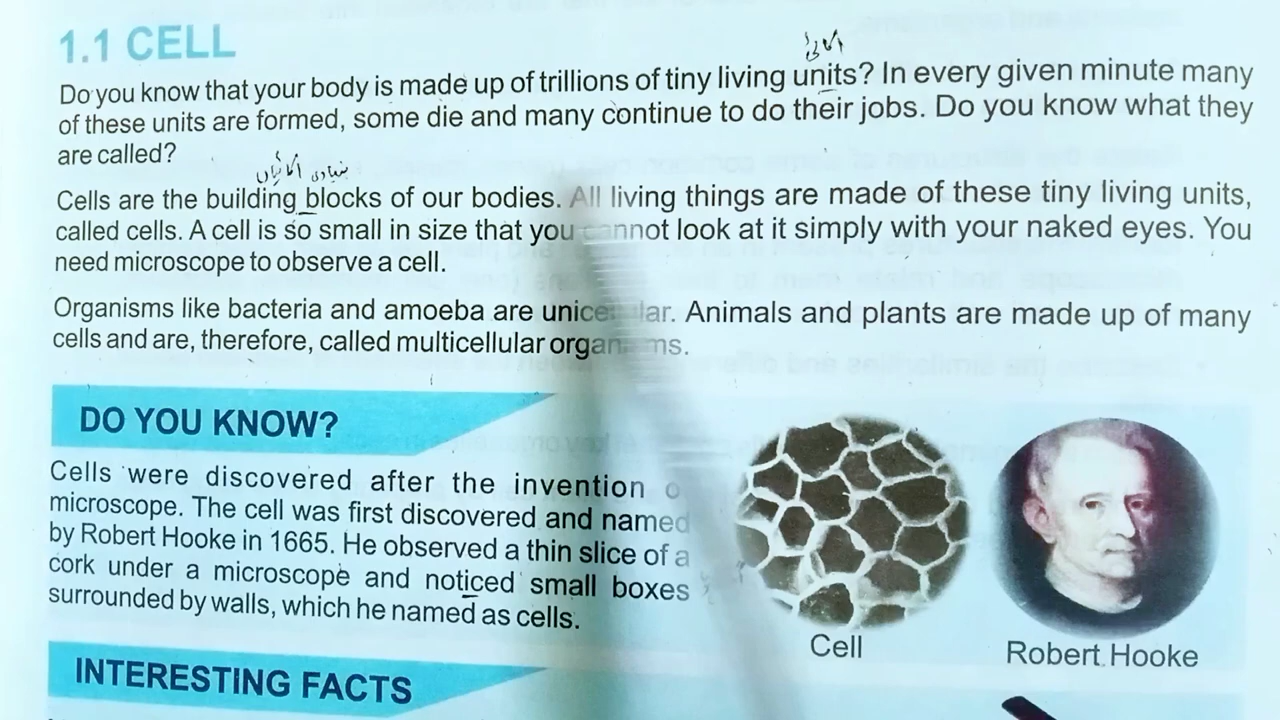 1.1 CELL
اکائی
Do you know that your body is made up of trillions of tiny living units? In every given minute many
of these units are formed, some die and many continue to do their jobs. Do you know what they
are called?
بنیادی اکائیاں
Cells are the building blocks of our bodies. All living things are made of these tiny living units,
called cells. A cell is so small in size that you cannot look at it simply with your naked eyes. You
need microscope to observe a cell.
Organisms like bacteria and amoeba are unicellular. Animals and plants are made up of many
cells and are, therefore, called multicellular organisms.
DO YOU KNOW?
Cells were discovered after the invention o
microscope. The cell was first discovered and named
by Robert Hooke in 1665. He observed a thin slice of a
cork under a microscope and noticed small boxes
surrounded by walls, which he named as cells.
Cell
Robert Hooke
INTERESTING FACTS